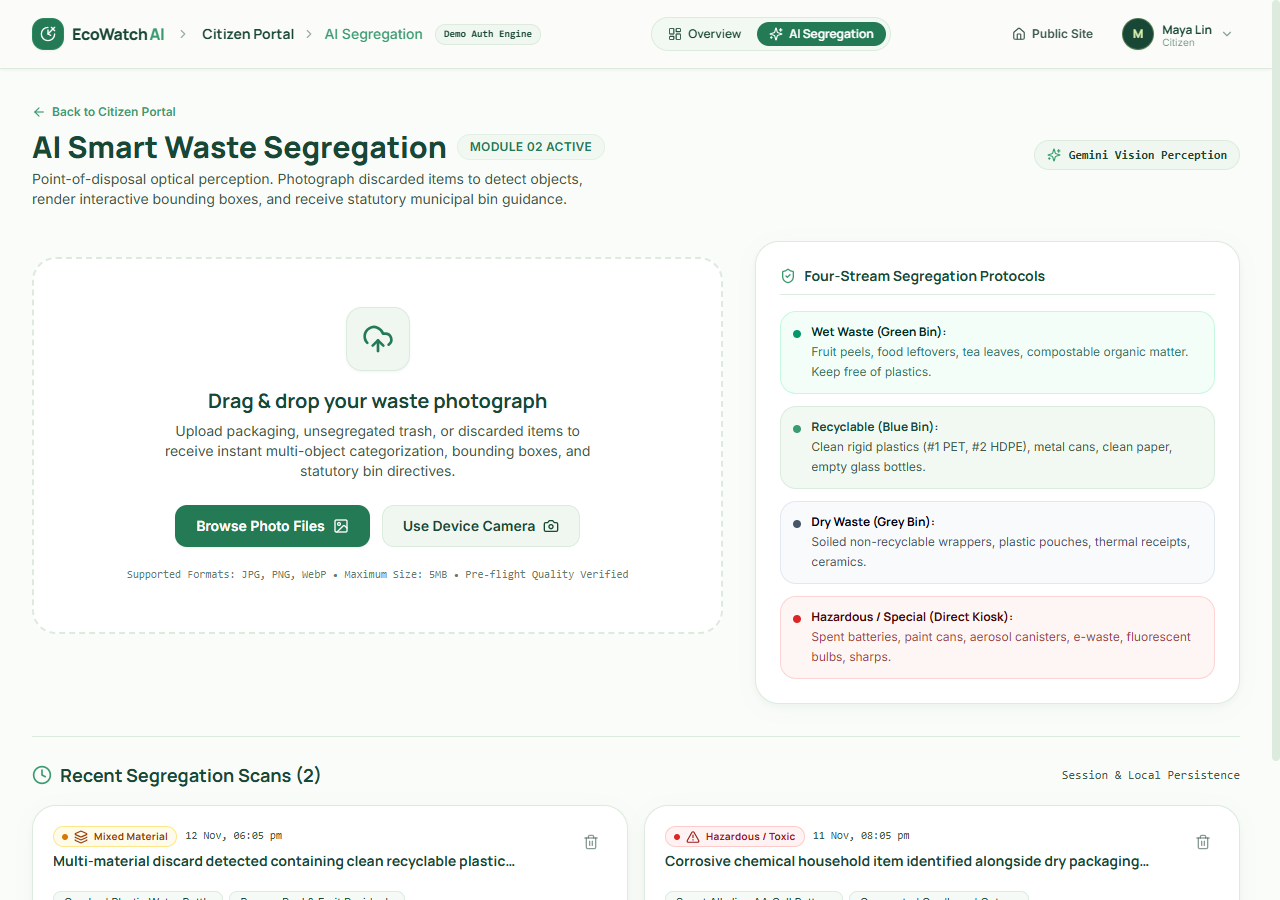 EcoWatch AI > Citizen Portal > AI Segregation Demo Auth Engine Overview AI Segregation Public Site M Maya Lin
Citizen
Back to Citizen Portal
AI Smart Waste Segregation MODULE 02 ACTIVE
Gemini Vision Perception
Point-of-disposal optical perception. Photograph discarded items to detect objects,
render interactive bounding boxes, and receive statutory municipal bin guidance.
Drag & drop your waste photograph
Upload packaging, unsegregated trash, or discarded items to
receive instant multi-object categorization, bounding boxes, and
statutory bin directives.
Browse Photo Files Use Device Camera
Supported Formats: JPG, PNG, WebP • Maximum Size: 5MB • Pre-flight Quality Verified
Four-Stream Segregation Protocols
Wet Waste (Green Bin):
Fruit peels, food leftovers, tea leaves, compostable organic matter.
Keep free of plastics.
Recyclable (Blue Bin):
Clean rigid plastics (#1 PET, #2 HDPE), metal cans, clean paper,
empty glass bottles.
Dry Waste (Grey Bin):
Soiled non-recyclable wrappers, plastic pouches, thermal receipts,
ceramics.
Hazardous / Special (Direct Kiosk):
Spent batteries, paint cans, aerosol canisters, e-waste, fluorescent
bulbs, sharps.
Recent Segregation Scans (2)
Session & Local Persistence
Mixed Material 12 Nov, 06:05 pm
Multi-material discard detected containing clean recyclable plastic...
Hazardous / Toxic 11 Nov, 08:05 pm
Corrosive chemical household item identified alongside dry packaging...